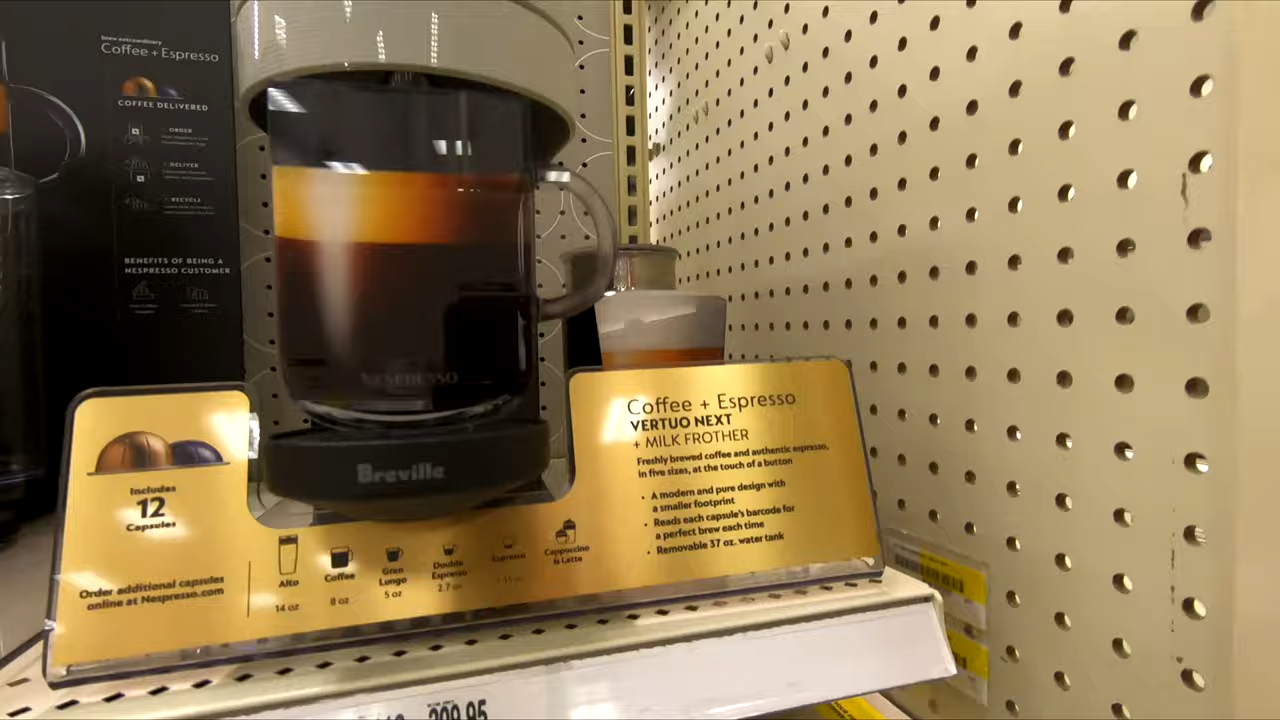 brew extraordinary
Coffee + Espresso
COFFEE DELIVERED
ORDER
DELIVER
RECYCLE
BENEFITS OF BEING A
NESPRESSO CUSTOMER
NESPRESSO
Breville
Includes
12
Capsules
Order additional capsules
online at Nespresso.com
Alto
14 oz
Coffee
8 oz
Gran
Lungo
5 oz
Double
Espresso
2.7 oz
Espresso
Cappuccino
& Latte
Coffee + Espresso
VERTUO NEXT
+ MILK FROTHER
Freshly brewed coffee and authentic espresso,
in five sizes, at the touch of a button
• A modern and pure design with
a smaller footprint
• Reads each capsule's barcode for
a perfect brew each time
• Removable 37 oz. water tank
209.95